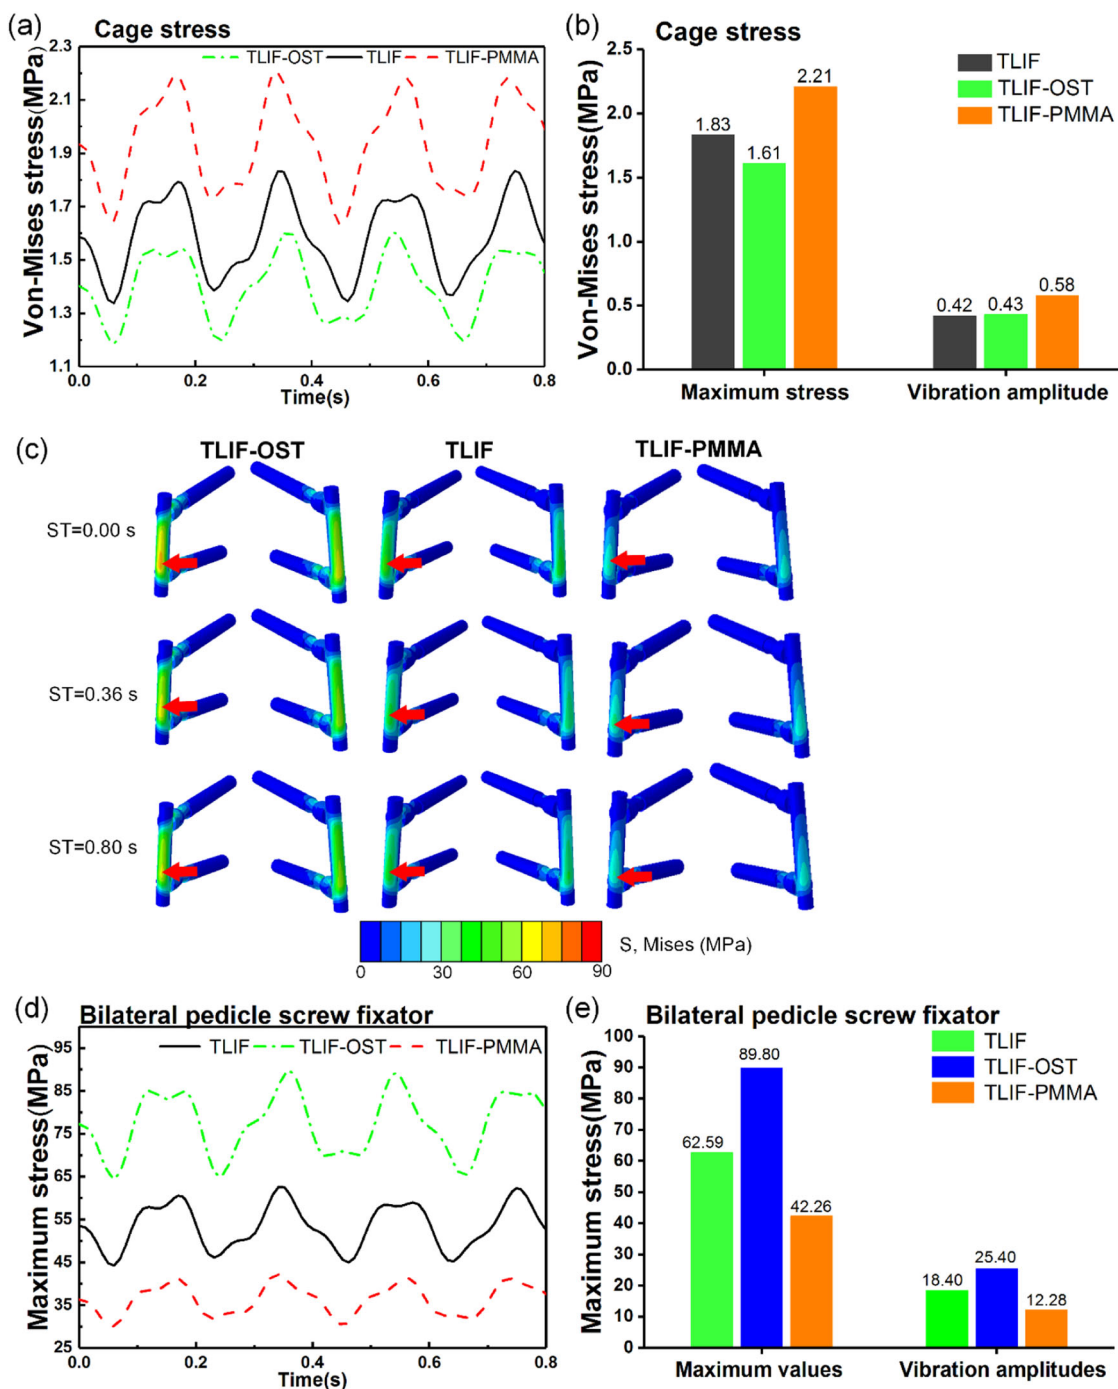 (a) Cage stress
TLIF-OST TLIF TLIF-PMMA
Von-Mises stress(MPa)
2.3
2.1
1.9
1.7
1.5
1.3
1.1
0.0 0.2 0.4 0.6 0.8
Time(s)
(b) Cage stress
TLIF
TLIF-OST
TLIF-PMMA
Von-Mises stress(MPa)
2.5
2.0
1.5
1.0
0.5
0.0
1.83 1.61 2.21
0.42 0.43 0.58
Maximum stress Vibration amplitude
(c) TLIF-OST TLIF TLIF-PMMA
ST=0.00 s
ST=0.36 s
ST=0.80 s
S, Mises (MPa)
0 30 60 90
(d) Bilateral pedicle screw fixator
TLIF TLIF-OST TLIF-PMMA
Maximum stress(MPa)
95
85
75
65
55
45
35
25
0.0 0.2 0.4 0.6 0.8
Time(s)
(e) Bilateral pedicle screw fixator
TLIF
TLIF-OST
TLIF-PMMA
Maximum stress(MPa)
100
90
80
70
60
50
40
30
20
10
0
62.59 89.80 42.26
18.40 25.40 12.28
Maximum values Vibration amplitudes